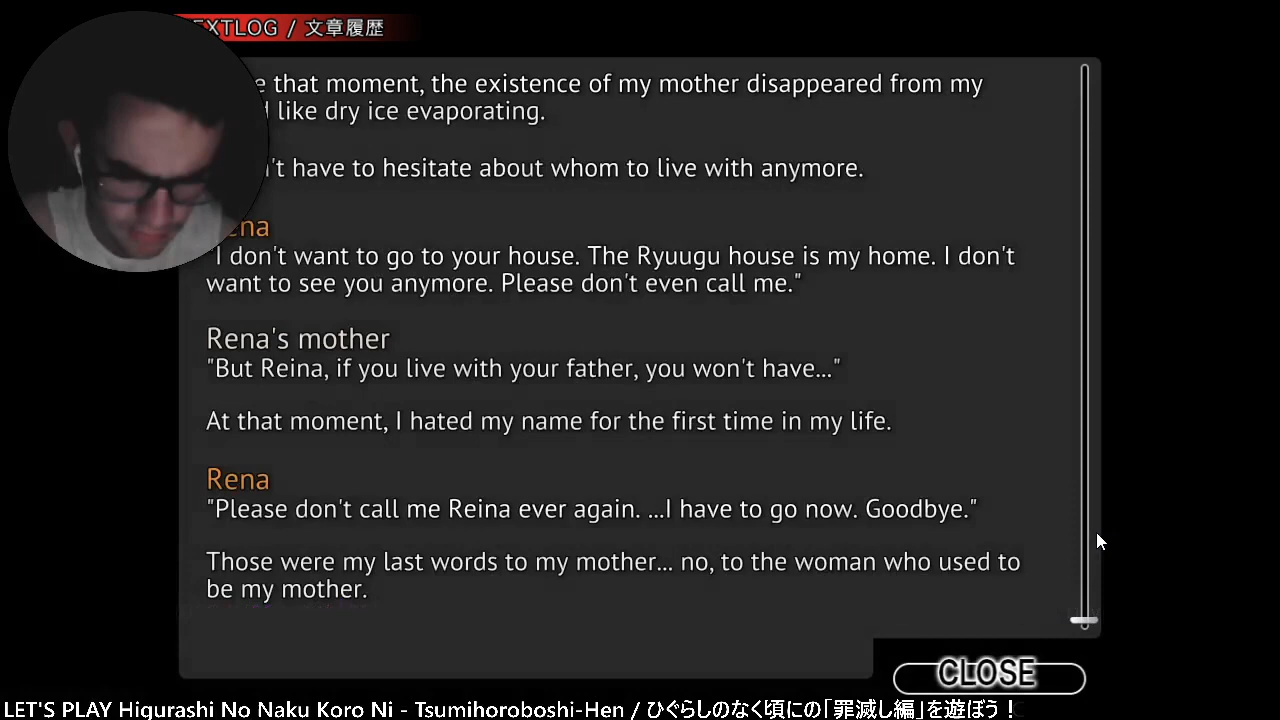 EXTLOG / 文章履歴
that moment, the existence of my mother disappeared from my
like dry ice evaporating.
have to hesitate about whom to live with anymore.
"I don't want to go to your house. The Ryuugu house is my home. I don't
want to see you anymore. Please don't even call me."
Rena's mother
"But Reina, if you live with your father, you won't have..."
At that moment, I hated my name for the first time in my life.
Rena
"Please don't call me Reina ever again. ...I have to go now. Goodbye."
Those were my last words to my mother... no, to the woman who used to
be my mother.
CLOSE
LET'S PLAY Higurashi No Naku Koro Ni - Tsumihoroboshi-Hen / ひぐらしのなく頃にの「罪滅し編」を遊ぼう！